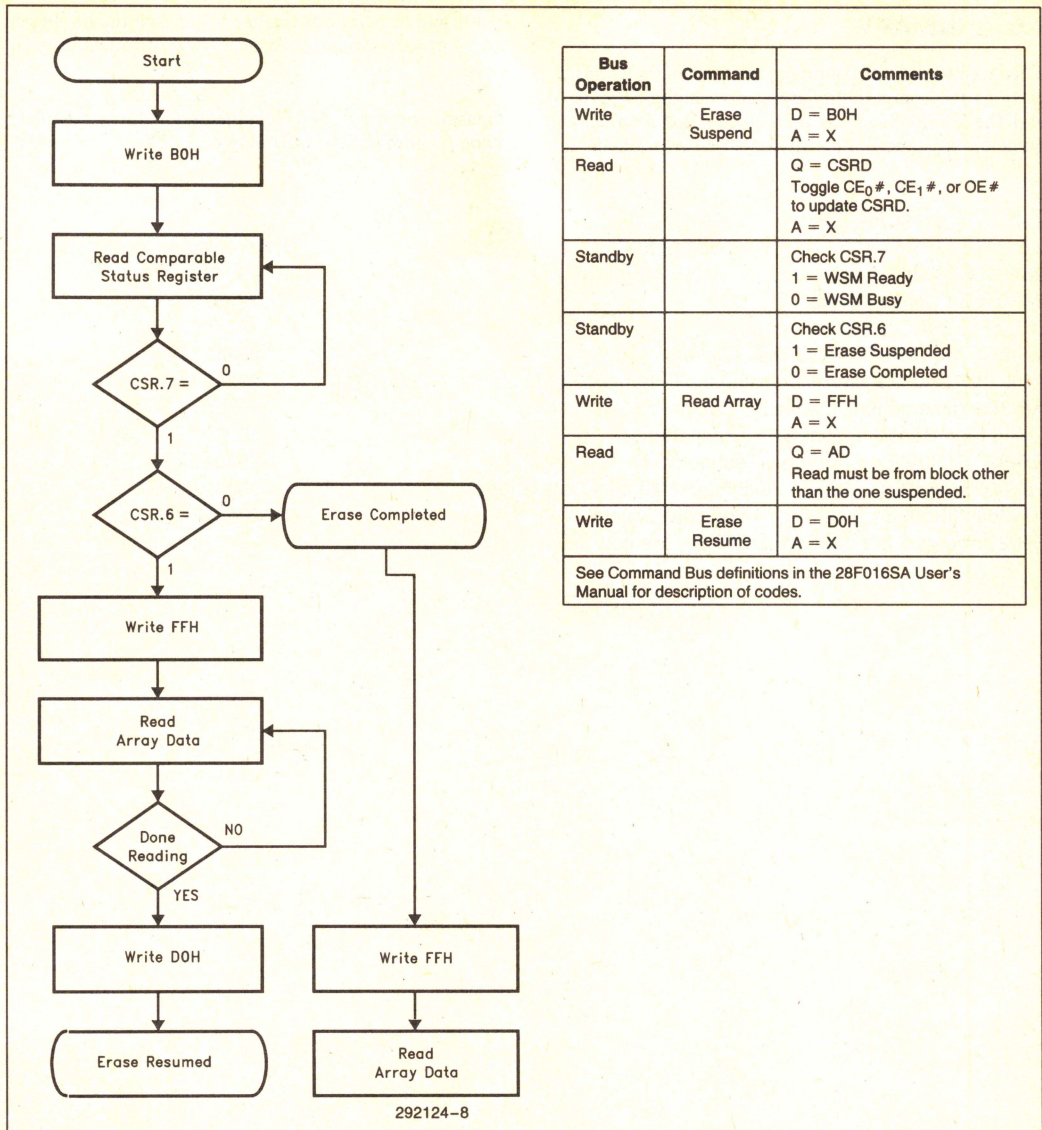 Start
Write B0H
Read Comparable
Status Register
CSR.7 =
0
1
CSR.6 =
0
Erase Completed
1
Write FFH
Read
Array Data
Done
Reading
NO
YES
Write D0H
Write FFH
Erase Resumed
Read
Array Data
292124–8
Bus
Operation
Command
Comments
Write
Erase
Suspend
D = B0H
A = X
Read
Q = CSRD
Toggle CE0#, CE1#, or OE#
to update CSRD.
A = X
Standby
Check CSR.7
1 = WSM Ready
0 = WSM Busy
Standby
Check CSR.6
1 = Erase Suspended
0 = Erase Completed
Write
Read Array
D = FFH
A = X
Read
Q = AD
Read must be from block other
than the one suspended.
Write
Erase
Resume
D = D0H
A = X
See Command Bus definitions in the 28F016SA User's
Manual for description of codes.